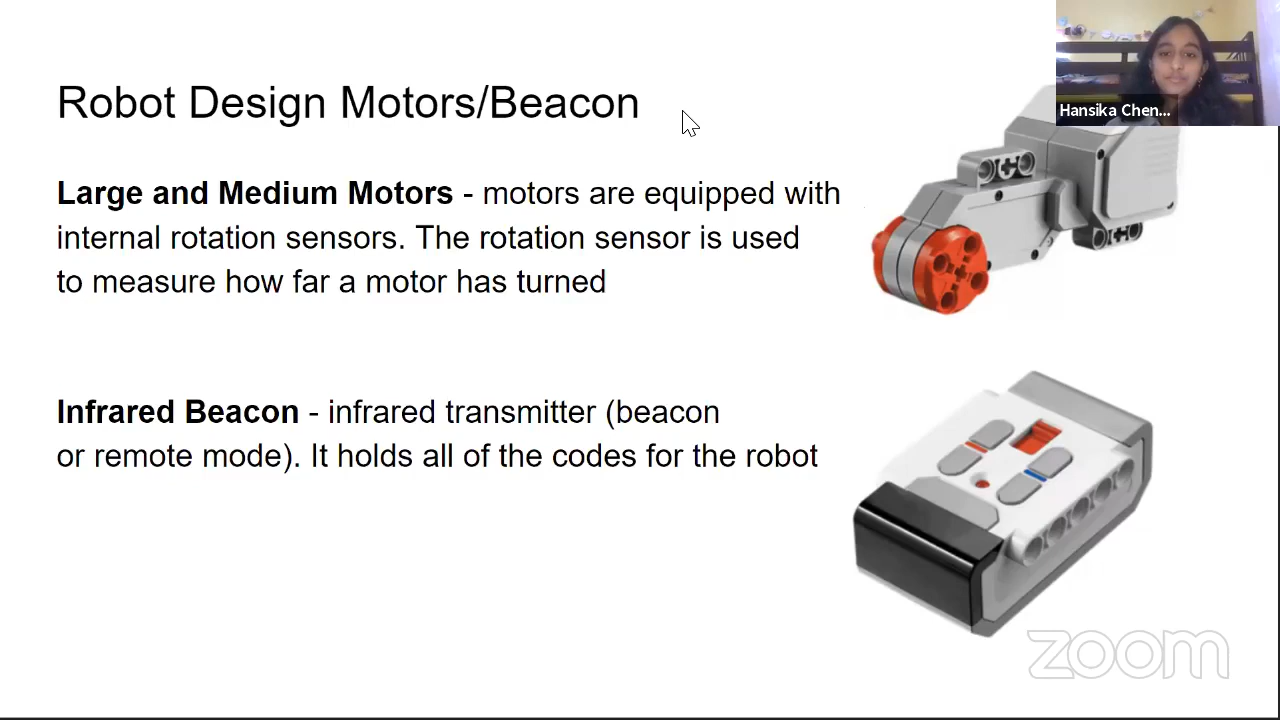 Robot Design Motors/Beacon
Hansika Chen...
Large and Medium Motors - motors are equipped with
internal rotation sensors. The rotation sensor is used
to measure how far a motor has turned
Infrared Beacon - infrared transmitter (beacon
or remote mode). It holds all of the codes for the robot
zoom